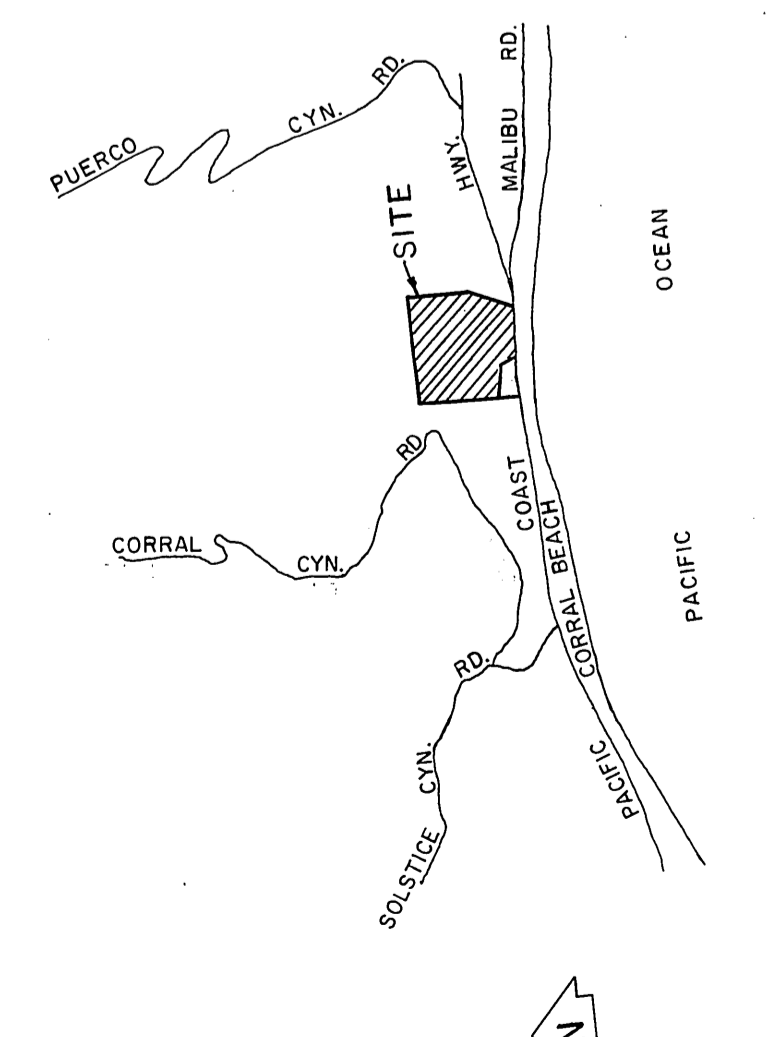 PUERCO CYN. RD.
HWY.
MALIBU RD.
SITE
OCEAN
CORRAL CYN. RD
COAST
CORRAL BEACH
PACIFIC
SOLSTICE CYN. RD.
PACIFIC
N